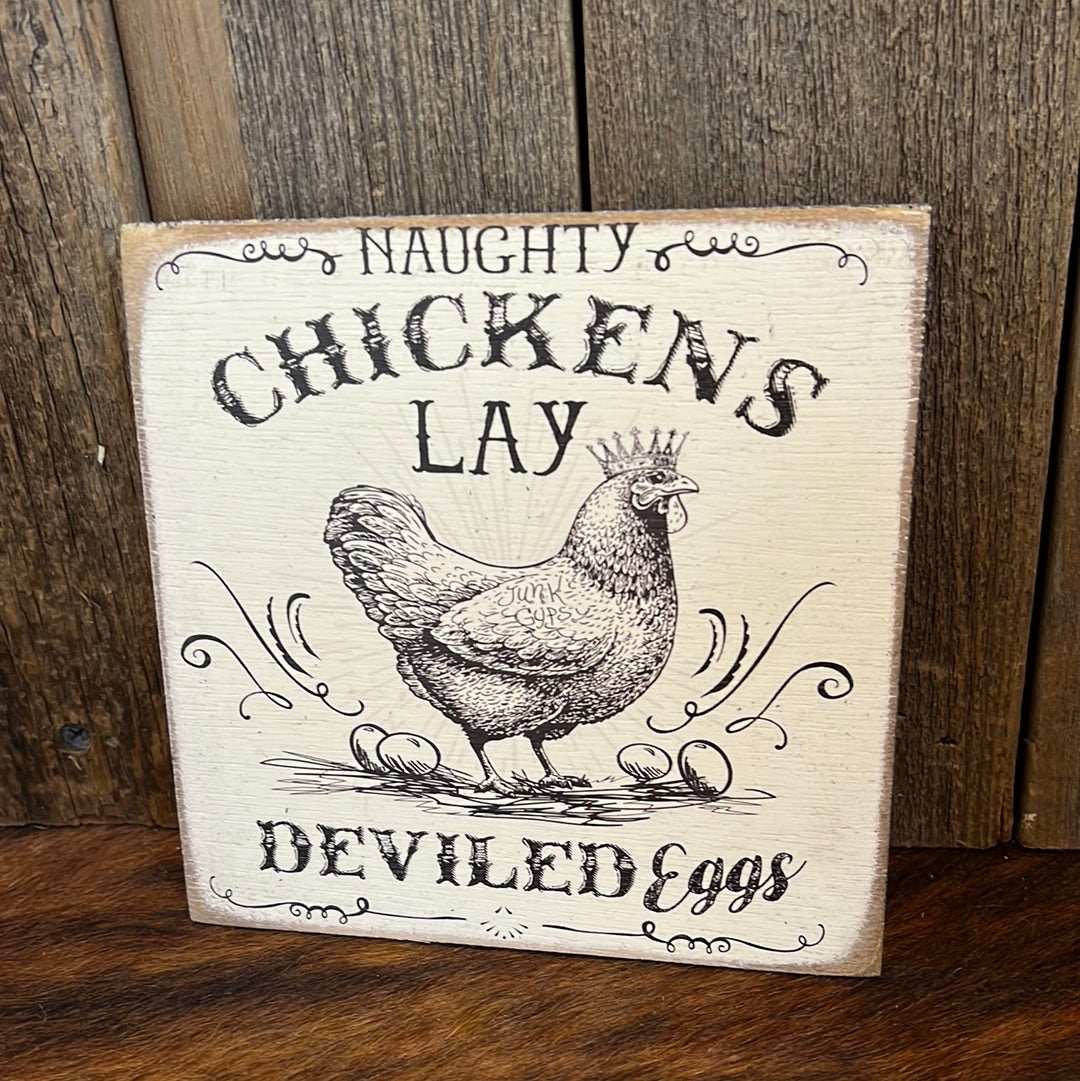 NAUGHTY
CHICKENS
LAY
Junk
Gypsy
DEVILED Eggs